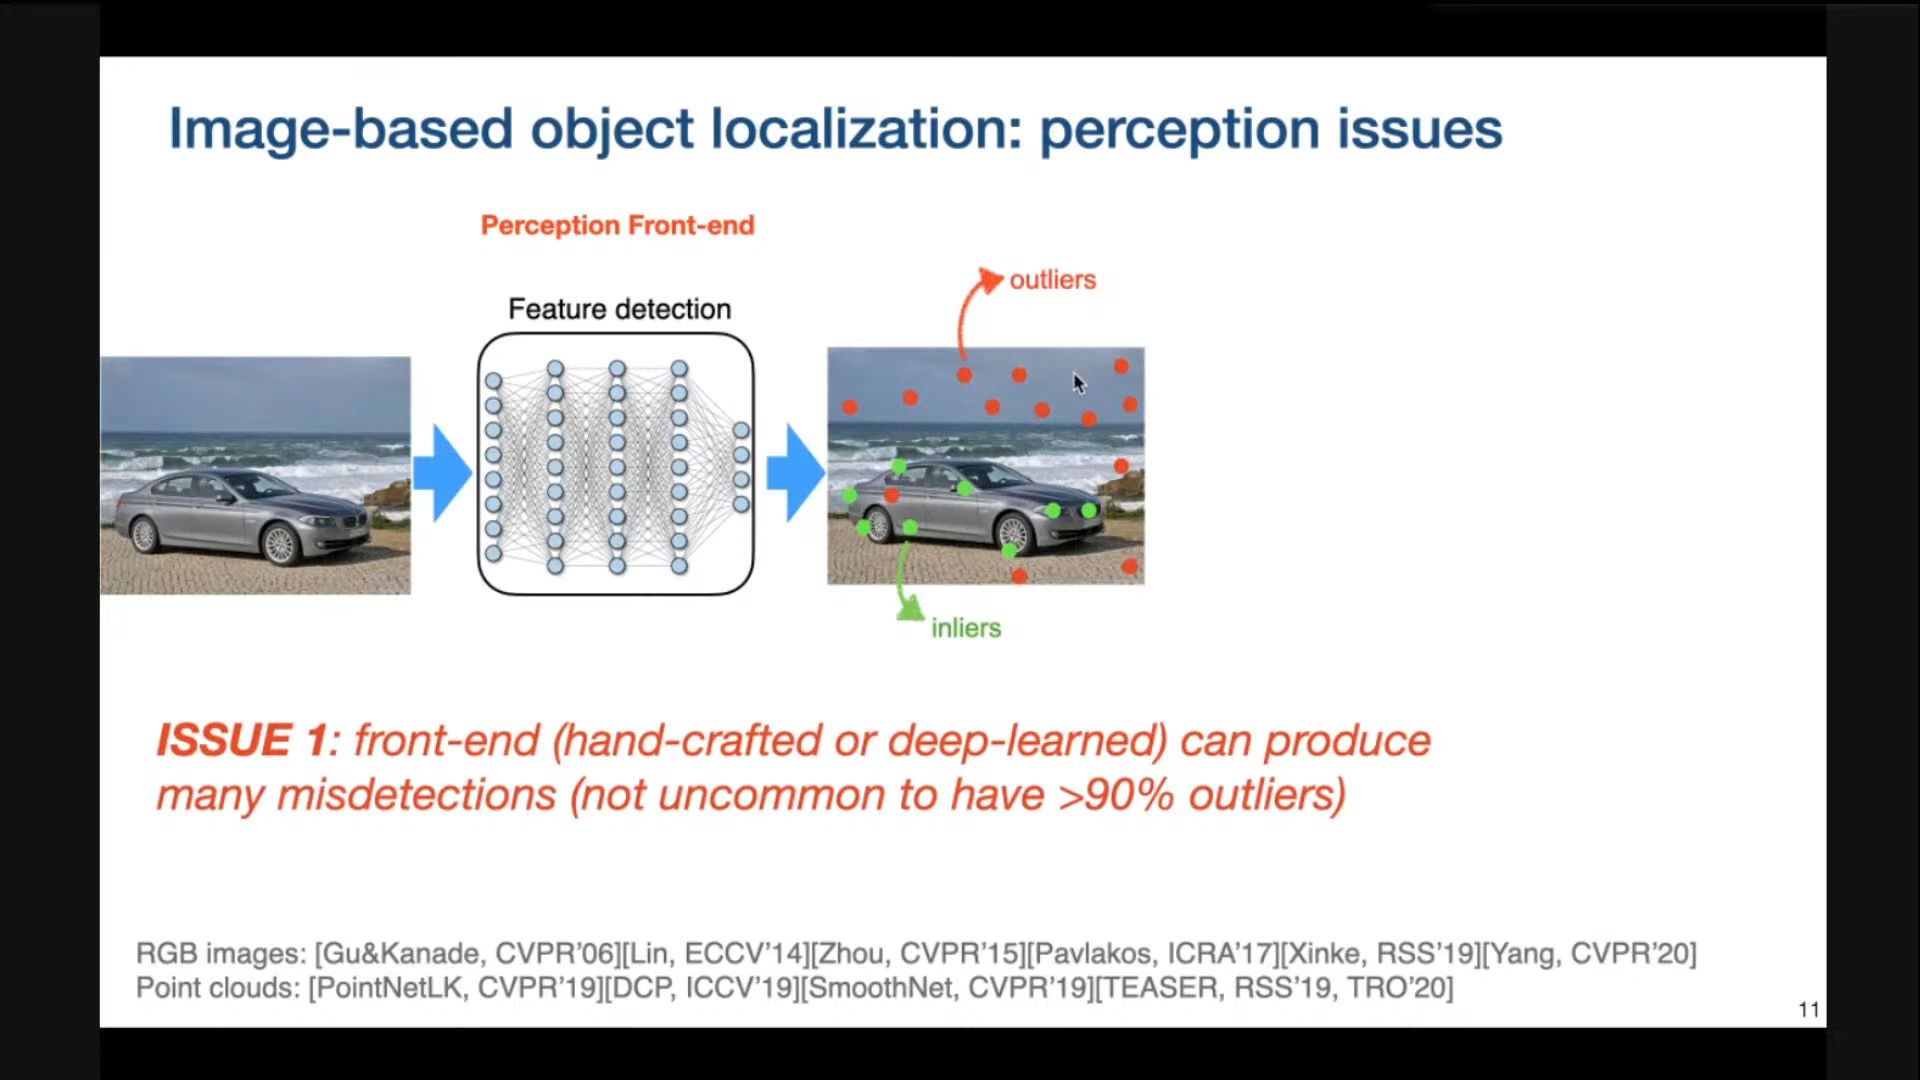 Image-based object localization: perception issues
Perception Front-end
Feature detection
outliers
inliers
ISSUE 1: front-end (hand-crafted or deep-learned) can produce
many misdetections (not uncommon to have >90% outliers)
RGB images: [Gu&Kanade, CVPR’06][Lin, ECCV’14][Zhou, CVPR’15][Pavlakos, ICRA’17][Xinke, RSS’19][Yang, CVPR’20]
Point clouds: [PointNetLK, CVPR’19][DCP, ICCV’19][SmoothNet, CVPR’19][TEASER, RSS’19, TRO’20]
11